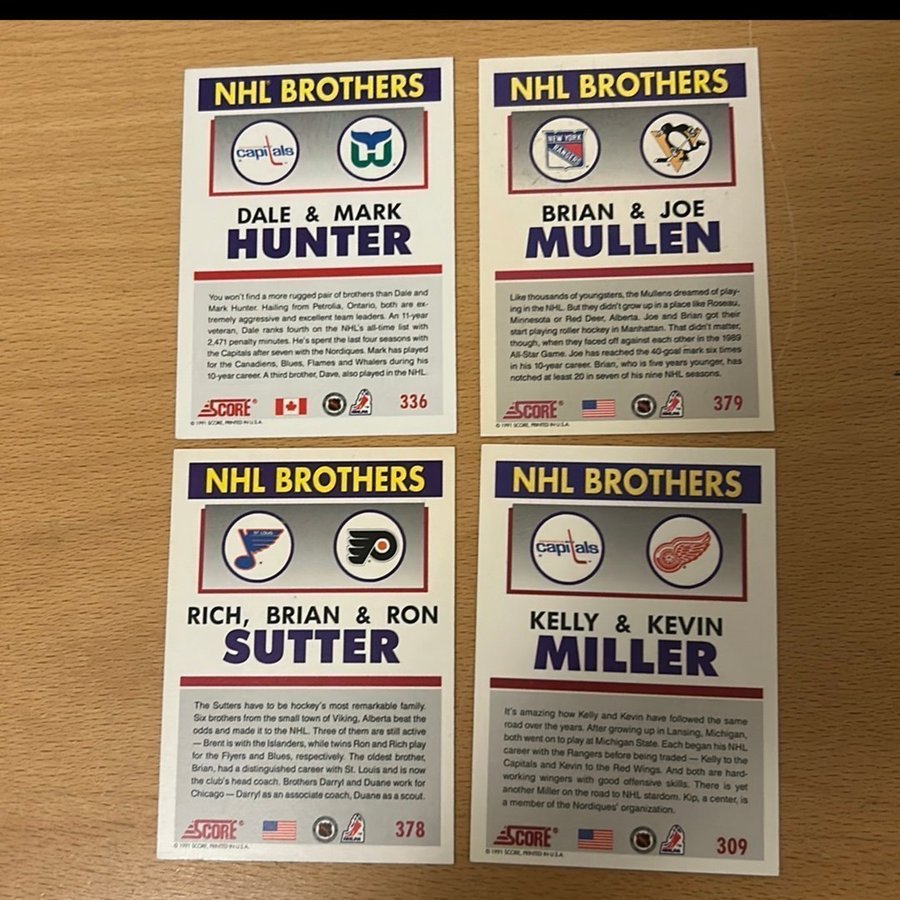 NHL BROTHERS
capitals
DALE & MARK
HUNTER
You won't find a more rugged pair of brothers than Dale and
Mark Hunter. Hailing from Petrolia, Ontario, both are ex-
tremely aggressive and excellent team leaders. An 11-year
veteran, Dale ranks fourth on the NHL's all-time list with
2,471 penalty minutes. He's spent the last four seasons with
the Capitals after seven with the Nordiques. Mark has played
for the Canadiens, Blues, Flames and Whalers during his
10-year career. A third brother, Dave, also played in the NHL.
SCORE® 336
© 1991 SCORE, PRINTED IN U.S.A.
NHL BROTHERS
NEW YORK
RANGERS
BRIAN & JOE
MULLEN
Like thousands of youngsters, the Mullens dreamed of play-
ing in the NHL. But they didn't grow up in a place like Roseau,
Minnesota or Red Deer, Alberta. Joe and Brian got their
start playing roller hockey in Manhattan. That didn't matter,
though, when they faced off against each other in the 1989
All-Star Game. Joe has reached the 40-goal mark six times
in his 10-year career. Brian, who is five years younger, has
notched at least 20 in seven of his nine NHL seasons.
SCORE® 379
© 1991 SCORE, PRINTED IN U.S.A.
NHL BROTHERS
ST. LOUIS
RICH, BRIAN & RON
SUTTER
The Sutters have to be hockey's most remarkable family.
Six brothers from the small town of Viking, Alberta beat the
odds and made it to the NHL. Three of them are still active
— Brent is with the Islanders, while twins Ron and Rich play
for the Flyers and Blues, respectively. The oldest brother,
Brian, had a distinguished career with St. Louis and is now
the club's head coach. Brothers Darryl and Duane work for
Chicago — Darryl as an associate coach, Duane as a scout.
SCORE® 378
© 1991 SCORE, PRINTED IN U.S.A.
NHL BROTHERS
capitals
KELLY & KEVIN
MILLER
It's amazing how Kelly and Kevin have followed the same
road over the years. After growing up in Lansing, Michigan,
both went on to play at Michigan State. Each began his NHL
career with the Rangers before being traded — Kelly to the
Capitals and Kevin to the Red Wings. And both are hard-
working wingers with good offensive skills. There is yet
another Miller on the road to NHL stardom. Kip, a center, is
a member of the Nordiques' organization.
SCORE® 309
© 1991 SCORE, PRINTED IN U.S.A.